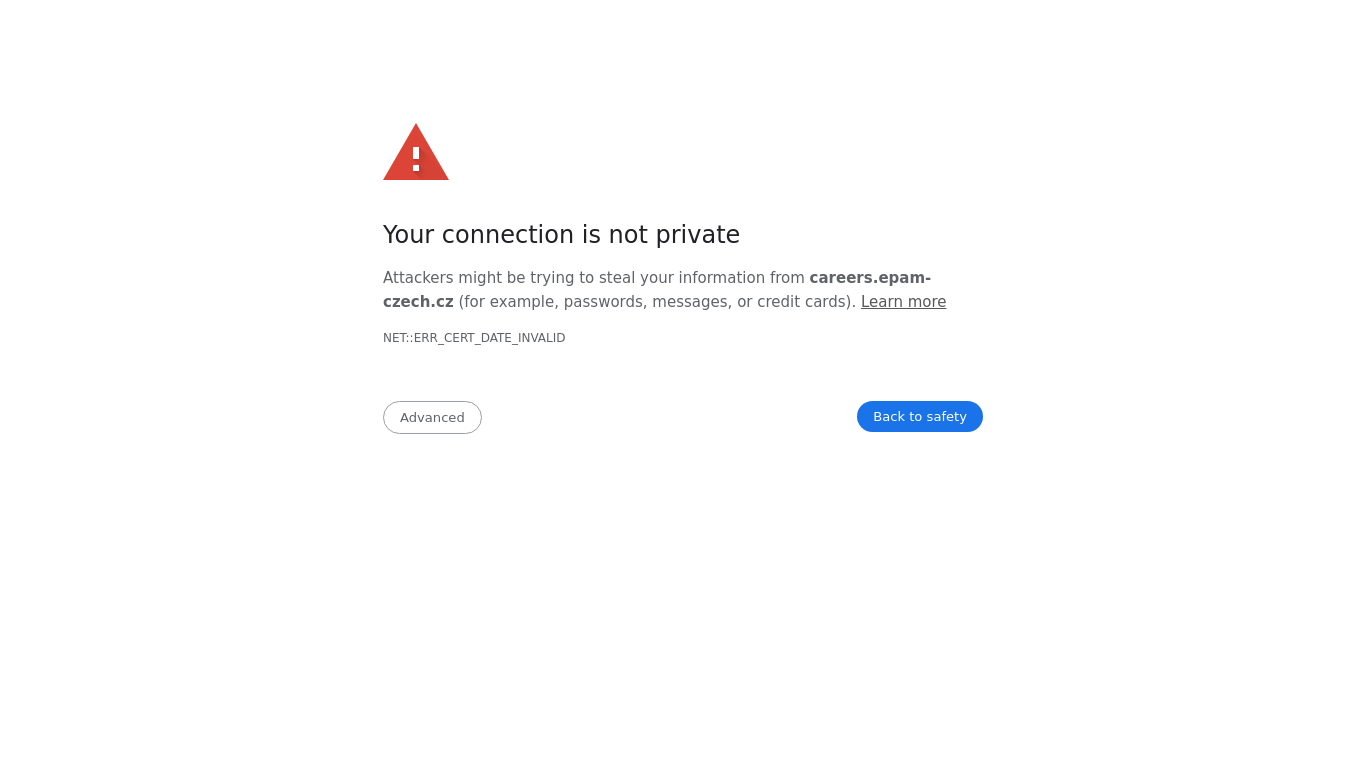 Your connection is not private
Attackers might be trying to steal your information from careers.epam-
czech.cz (for example, passwords, messages, or credit cards). Learn more
NET::ERR_CERT_DATE_INVALID
Advanced
Back to safety